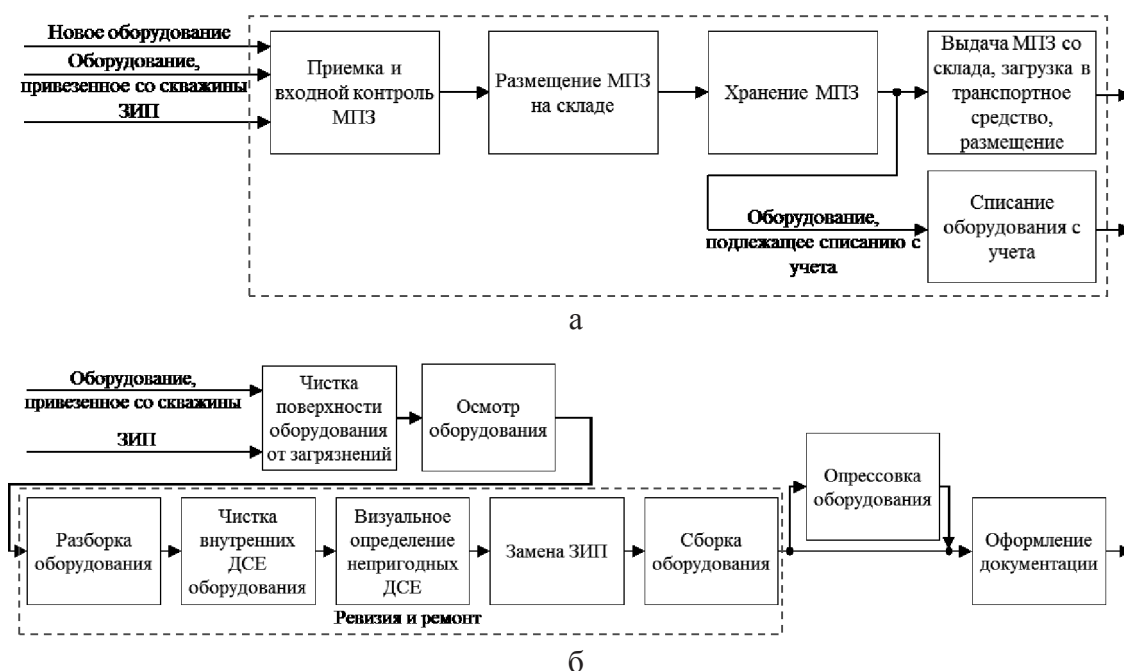 Новое оборудование
Оборудование,
привезенное со скважины
ЗИП
Приемка и
входной контроль
МПЗ
Размещение МПЗ
на складе
Хранение МПЗ
Выдача МПЗ со
склада, загрузка в
транспортное
средство,
размещение
Оборудование,
подлежащее списанию с
учета
Списание
оборудования с
учета
а
Оборудование,
привезенное со скважины
ЗИП
Чистка
поверхности
оборудования
от загрязнений
Осмотр
оборудования
Разборка
оборудования
Чистка
внутренних
ДСЕ
оборудования
Визуальное
определение
непригодных
ДСЕ
Замена ЗИП
Сборка
оборудования
Ревизия и ремонт
Опрессовка
оборудования
Оформление
документации
б